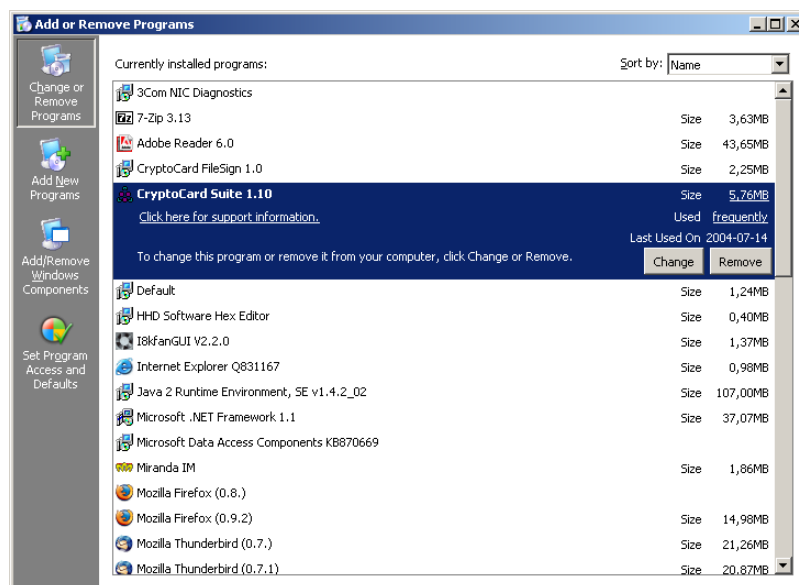 Add or Remove Programs
Change or
Remove
Programs
Add New
Programs
Add/Remove
Windows
Components
Set Program
Access and
Defaults
Currently installed programs:
Sort by: Name
3Com NIC Diagnostics
7z 7-Zip 3.13 Size 3,63MB
Adobe Reader 6.0 Size 43,65MB
CryptoCard FileSign 1.0 Size 2,25MB
CryptoCard Suite 1.10 Size 5,76MB
Click here for support information. Used frequently
Last Used On 2004-07-14
To change this program or remove it from your computer, click Change or Remove. Change Remove
Default Size 1,24MB
HHD Software Hex Editor Size 0,40MB
I8kfanGUI V2.2.0 Size 1,37MB
Internet Explorer Q831167 Size 0,98MB
Java 2 Runtime Environment, SE v1.4.2_02 Size 107,00MB
Microsoft .NET Framework 1.1 Size 37,07MB
Microsoft Data Access Components KB870669
Miranda IM Size 1,86MB
Mozilla Firefox (0.8.)
Mozilla Firefox (0.9.2) Size 14,98MB
Mozilla Thunderbird (0.7.) Size 21,26MB
Mozilla Thunderbird (0.7.1) Size 20,87MB